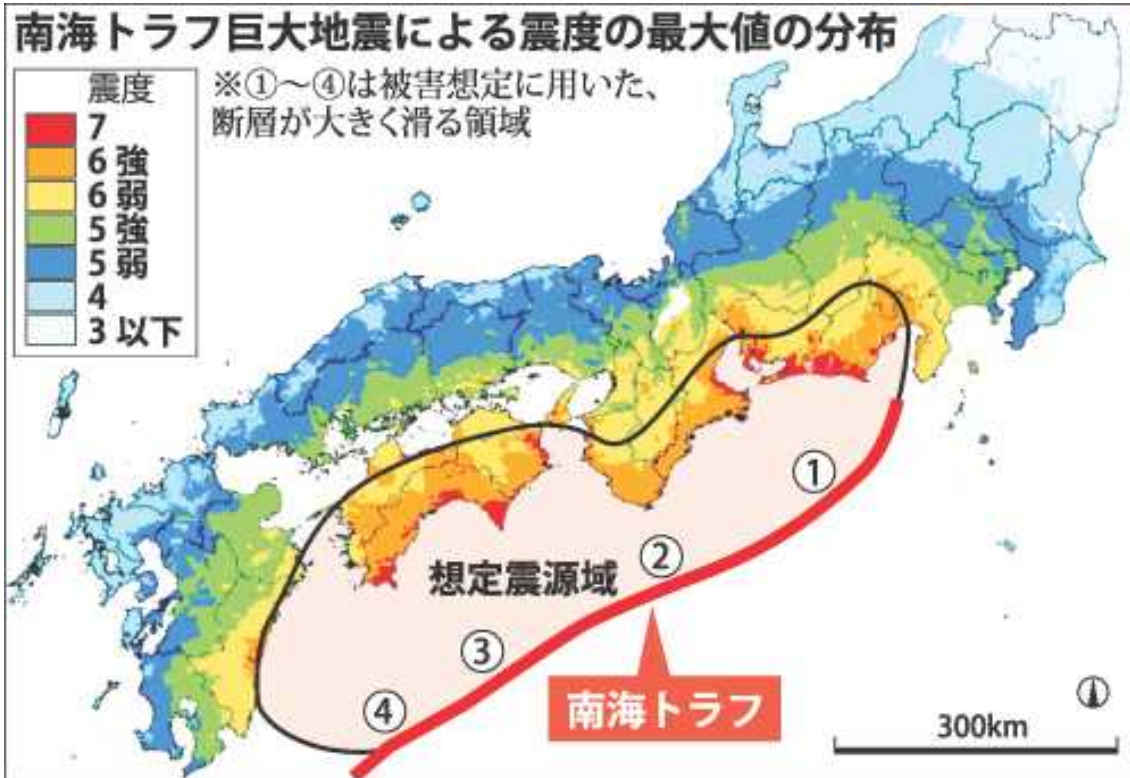 南海トラフ巨大地震による震度の最大値の分布
震度
7
6強
6弱
5強
5弱
4
3以下
※①～④は被害想定に用いた、
断層が大きく滑る領域
①
②
想定震源域
③
④
南海トラフ
300km